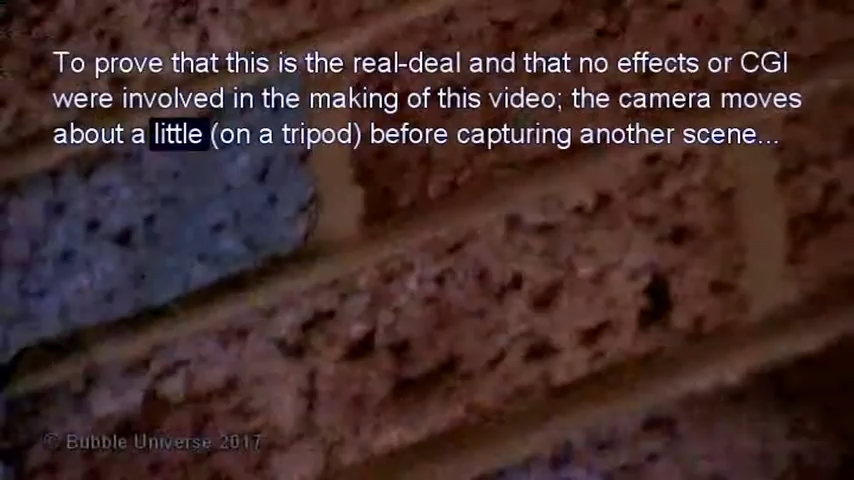 To prove that this is the real-deal and that no effects or CGI
were involved in the making of this video; the camera moves
about a little (on a tripod) before capturing another scene...
© Bubble Universe 2017